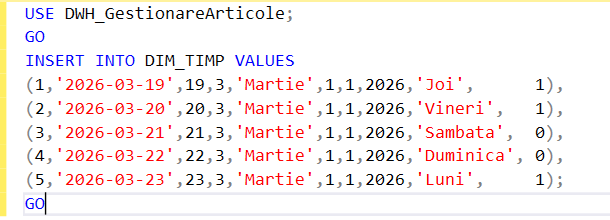 USE DWH_GestionareArticole;
GO
INSERT INTO DIM_TIMP VALUES
(1,'2026-03-19',19,3,'Martie',1,1,2026,'Joi',      1),
(2,'2026-03-20',20,3,'Martie',1,1,2026,'Vineri',   1),
(3,'2026-03-21',21,3,'Martie',1,1,2026,'Sambata',  0),
(4,'2026-03-22',22,3,'Martie',1,1,2026,'Duminica', 0),
(5,'2026-03-23',23,3,'Martie',1,1,2026,'Luni',     1);
GO